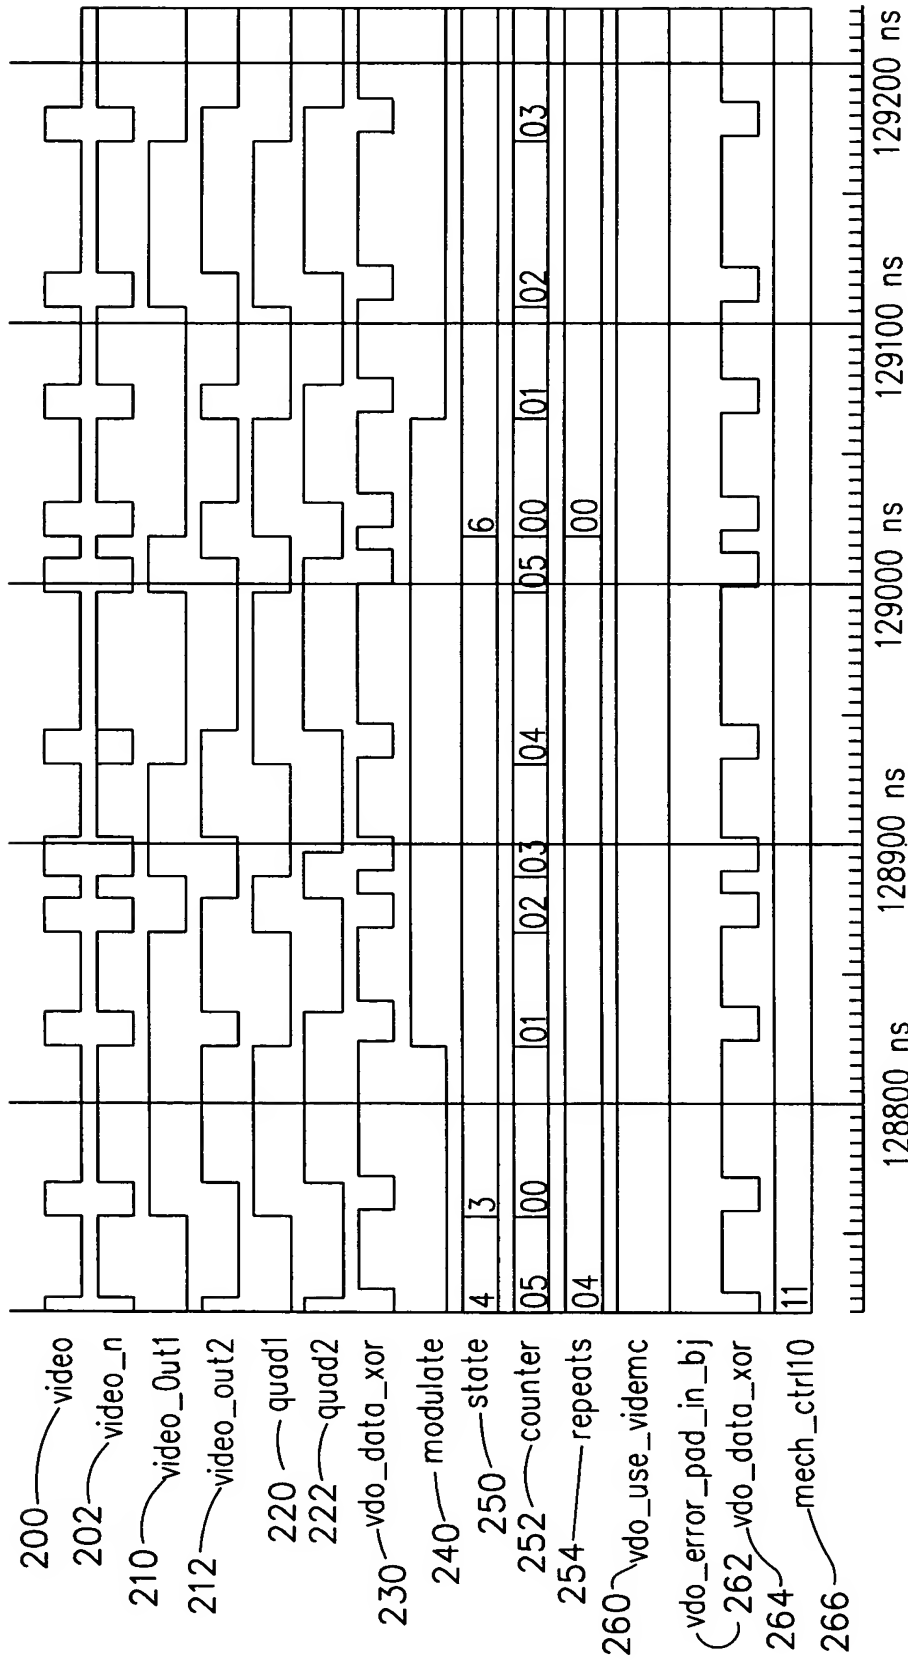 200 video
202 video_n
210 video_0ut1
212 video_out2
220 quad1
222 quad2
230 vdo_data_xor
240 modulate
250 state 4 3 6
252 counter 05 00 01 02 03 04 05 00 01 02 03
254 repeats 04 00
260 vdo_use_videmc
262 vdo_error_pad_in_bj
264 vdo_data_xor
266 mech_ctrl10 11
128800 ns 128900 ns 129000 ns 129100 ns 129200 ns